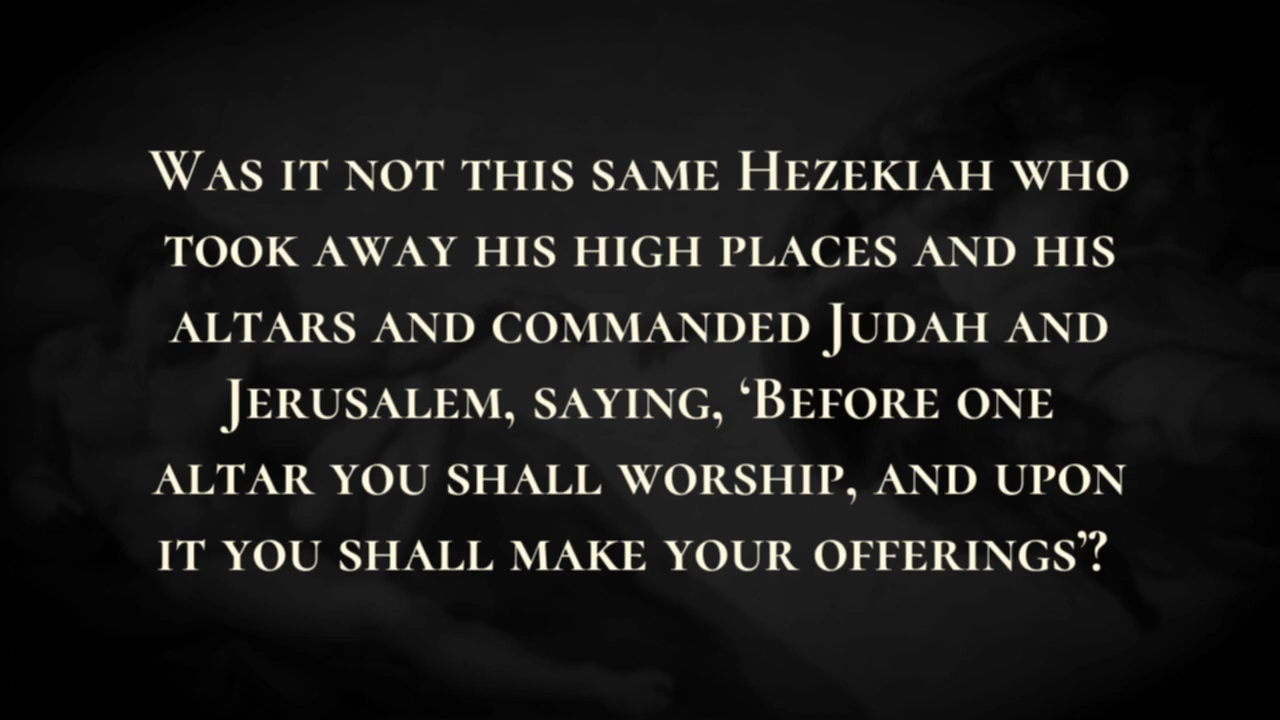 Was it not this same Hezekiah who
took away his high places and his
altars and commanded Judah and
Jerusalem, saying, ‘Before one
altar you shall worship, and upon
it you shall make your offerings’?